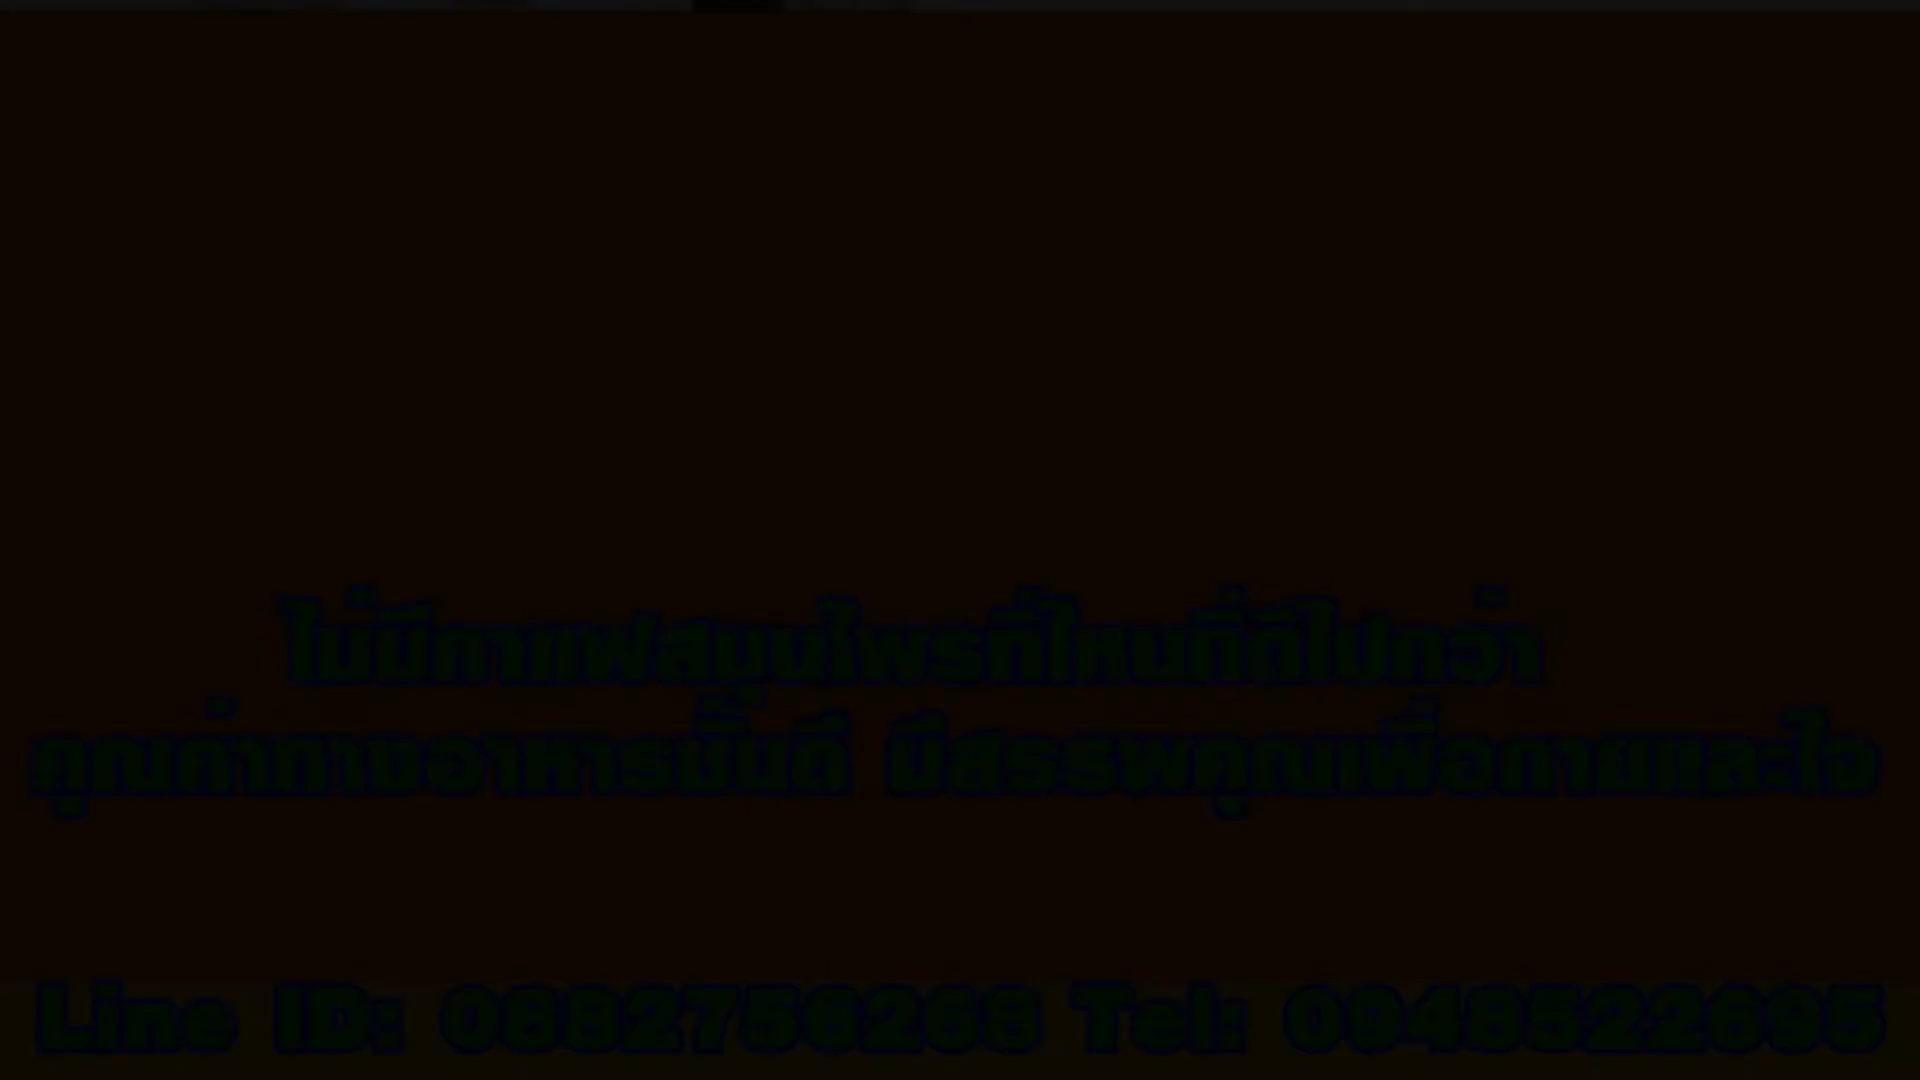 ไม่มีกาแฟสมุนไพรที่ไหนที่ดีไปกว่า
คุณค่าทางอาหารชั้นดี มีสรรพคุณเพื่อกายและใจ
Line ID: 0882756263 Tel: 0948522695